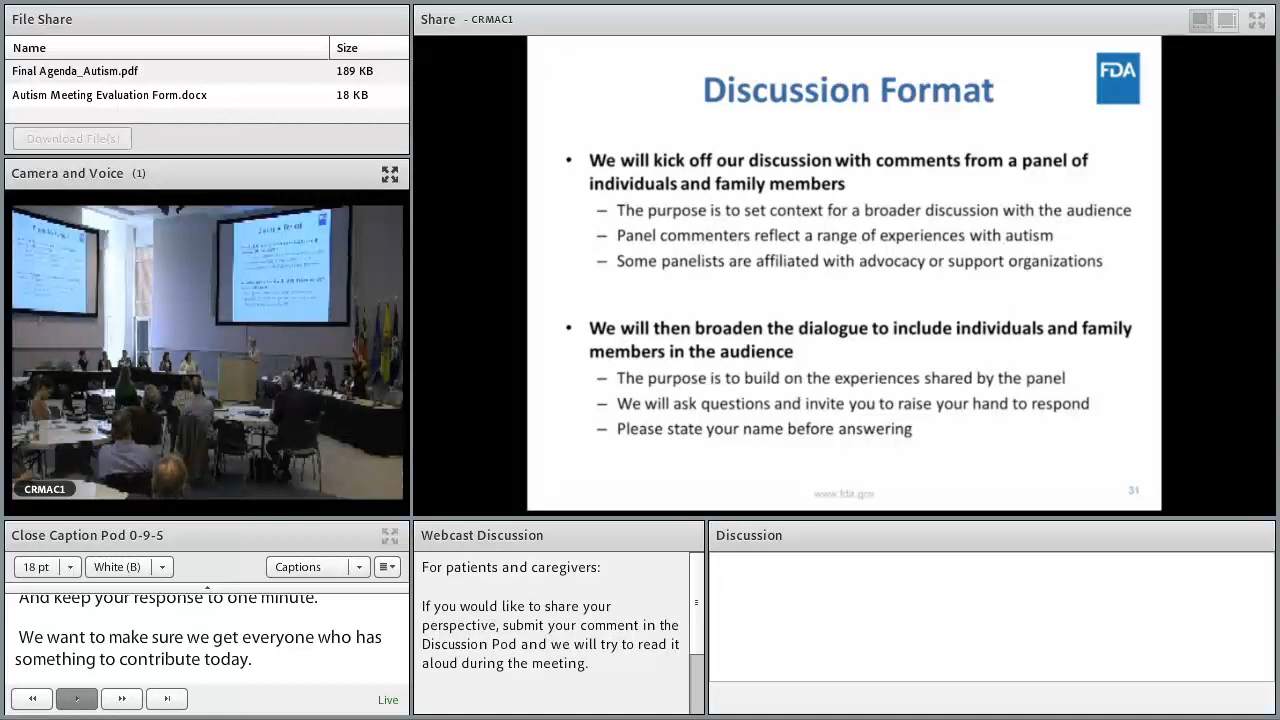 File Share
Name
Size
Final Agenda_Autism.pdf
189 KB
Autism Meeting Evaluation Form.docx
18 KB
Download File(s)
Camera and Voice (1)
CRMAC1
Share - CRMAC1
FDA
Discussion Format
• We will kick off our discussion with comments from a panel of
individuals and family members
– The purpose is to set context for a broader discussion with the audience
– Panel commenters reflect a range of experiences with autism
– Some panelists are affiliated with advocacy or support organizations
• We will then broaden the dialogue to include individuals and family
members in the audience
– The purpose is to build on the experiences shared by the panel
– We will ask questions and invite you to raise your hand to respond
– Please state your name before answering
www.fda.gov
31
Close Caption Pod 0-9-5
18 pt
White (B)
Captions
And keep your response to one minute.
We want to make sure we get everyone who has
something to contribute today.
Live
Webcast Discussion
For patients and caregivers:
If you would like to share your
perspective, submit your comment in the
Discussion Pod and we will try to read it
aloud during the meeting.
Discussion